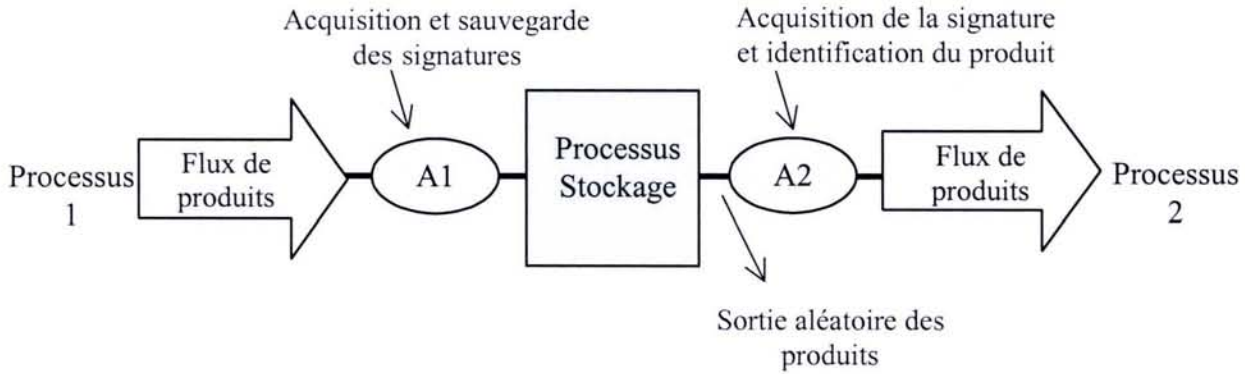 Acquisition et sauvegarde
des signatures
Acquisition de la signature
et identification du produit
Processus
1
Flux de
produits
A1
Processus
Stockage
A2
Flux de
produits
Processus
2
Sortie aléatoire des
produits